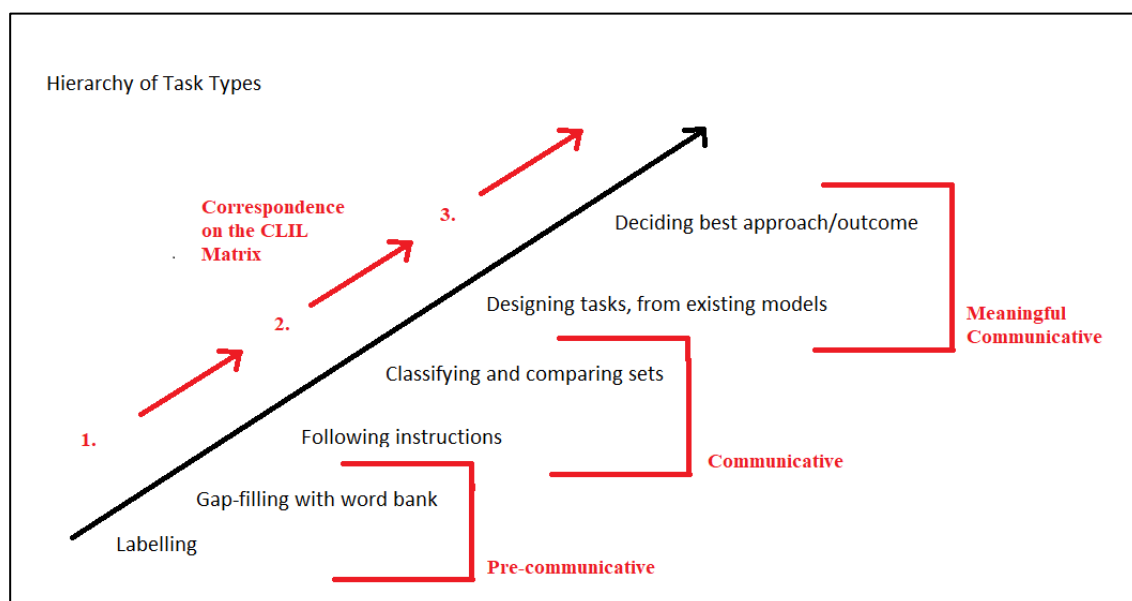 Hierarchy of Task Types
Correspondence
on the CLIL
Matrix
3.
Deciding best approach/outcome
2.
Designing tasks, from existing models
Meaningful
Communicative
Classifying and comparing sets
1.
Following instructions
Communicative
Gap-filling with word bank
Labelling
Pre-communicative